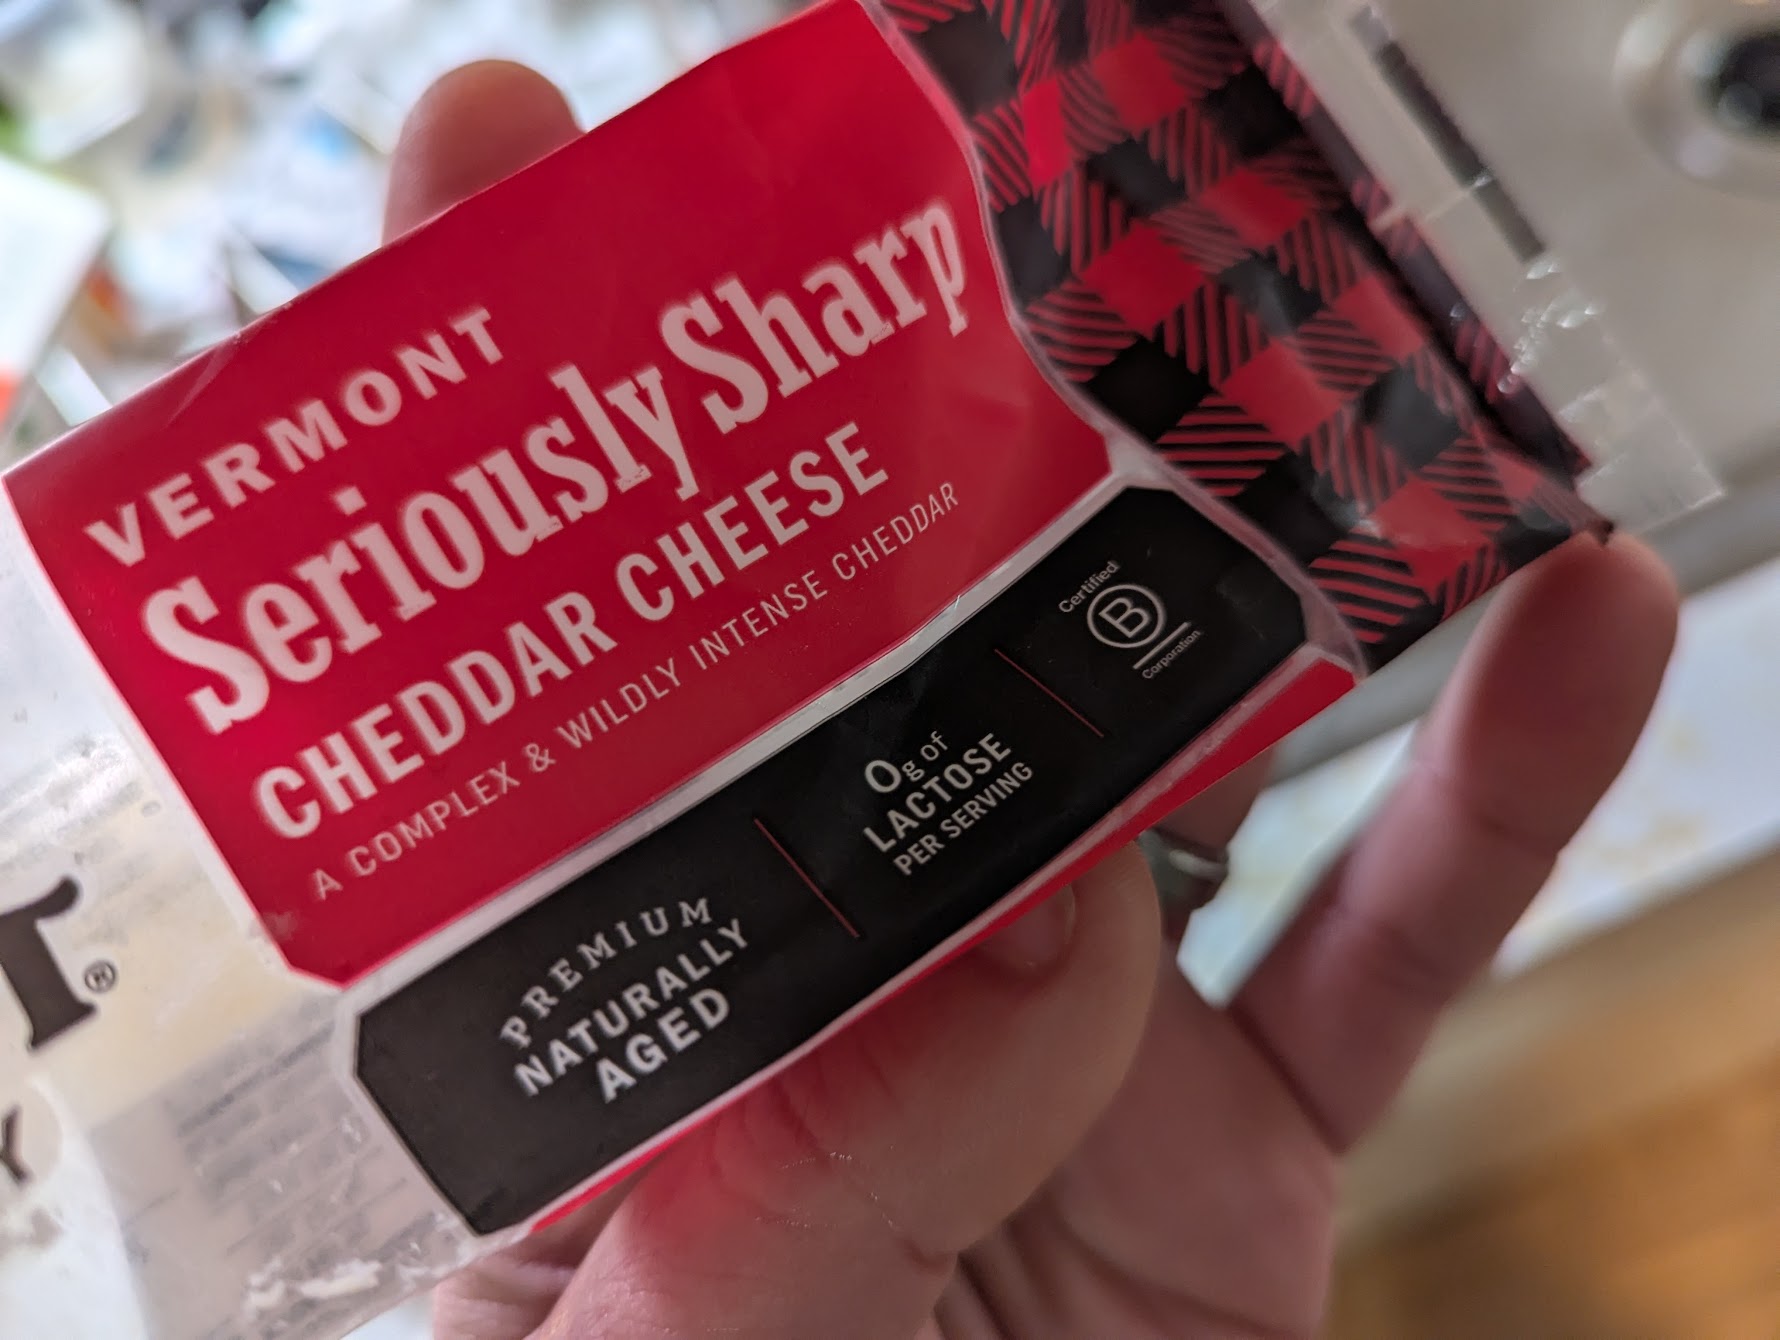 VERMONT
Seriously Sharp
CHEDDAR CHEESE
A COMPLEX & WILDLY INTENSE CHEDDAR
PREMIUM
NATURALLY
AGED
0g of
LACTOSE
PER SERVING
Certified
B
Corporation
T®
Y